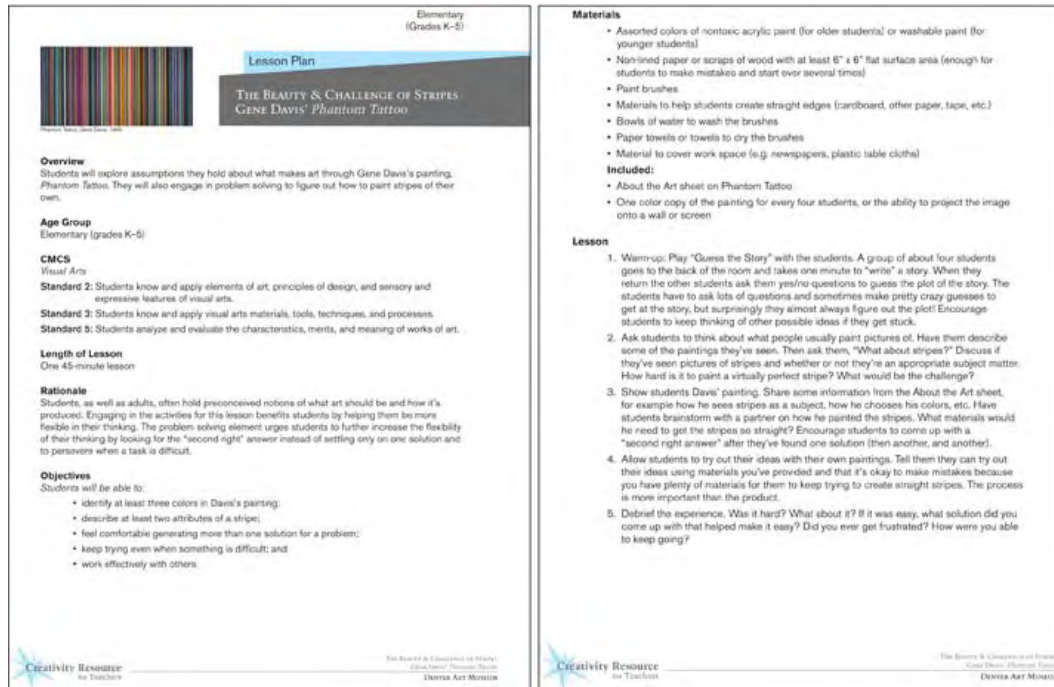 Elementary
(Grades K–5)
Lesson Plan
The Beauty & Challenge of Stripes
Gene Davis' Phantom Tattoo
Phantom Tattoo, Gene Davis, 1965
Overview
Students will explore assumptions they hold about what makes art through Gene Davis's painting,
Phantom Tattoo. They will also engage in problem solving to figure out how to paint stripes of their
own.
Age Group
Elementary (grades K–5)
CMCS
Visual Arts
Standard 2: Students know and apply elements of art, principles of design, and sensory and
expressive features of visual arts.
Standard 3: Students know and apply visual arts materials, tools, techniques, and processes.
Standard 5: Students analyze and evaluate the characteristics, merits, and meaning of works of art.
Length of Lesson
One 45-minute lesson
Rationale
Students, as well as adults, often hold preconceived notions of what art should be and how it's
produced. Engaging in the activities for this lesson benefits students by helping them be more
flexible in their thinking. The problem solving element urges students to further increase the flexibility
of their thinking by looking for the "second right" answer instead of settling only on one solution and
to persevere when a task is difficult.
Objectives
Students will be able to:
• identify at least three colors in Davis's painting;
• describe at least two attributes of a stripe;
• feel comfortable generating more than one solution for a problem;
• keep trying even when something is difficult; and
• work effectively with others.
Creativity Resource
for Teachers
The Beauty & Challenge of Stripes
Gene Davis' Phantom Tattoo
Denver Art Museum
Materials
• Assorted colors of nontoxic acrylic paint (for older students) or washable paint (for
younger students)
• Non-lined paper or scraps of wood with at least 6" x 6" flat surface area (enough for
students to make mistakes and start over several times)
• Paint brushes
• Materials to help students create straight edges (cardboard, other paper, tape, etc.)
• Bowls of water to wash the brushes
• Paper towels or towels to dry the brushes
• Material to cover work space (e.g. newspapers, plastic table cloths)
Included:
• About the Art sheet on Phantom Tattoo
• One color copy of the painting for every four students, or the ability to project the image
onto a wall or screen
Lesson
1. Warm-up: Play "Guess the Story" with the students. A group of about four students
goes to the back of the room and takes one minute to "write" a story. When they
return the other students ask them yes/no questions to guess the plot of the story. The
students have to ask lots of questions and sometimes make pretty crazy guesses to
get at the story, but surprisingly they almost always figure out the plot! Encourage
students to keep thinking of other possible ideas if they get stuck.
2. Ask students to think about what people usually paint pictures of. Have them describe
some of the paintings they've seen. Then ask them, "What about stripes?" Discuss if
they've seen pictures of stripes and whether or not they're an appropriate subject matter.
How hard is it to paint a virtually perfect stripe? What would be the challenge?
3. Show students Davis' painting. Share some information from the About the Art sheet,
for example how he sees stripes as a subject, how he chooses his colors, etc. Have
students brainstorm with a partner on how he painted the stripes. What materials would
he need to get the stripes so straight? Encourage students to come up with a
"second right answer" after they've found one solution (then another, and another).
4. Allow students to try out their ideas with their own paintings. Tell them they can try out
their ideas using materials you've provided and that it's okay to make mistakes because
you have plenty of materials for them to keep trying to create straight stripes. The process
is more important than the product.
5. Debrief the experience. Was it hard? What about it? If it was easy, what solution did you
come up with that helped make it easy? Did you ever get frustrated? How were you able
to keep going?
Creativity Resource
for Teachers
The Beauty & Challenge of Stripes
Gene Davis' Phantom Tattoo
Denver Art Museum